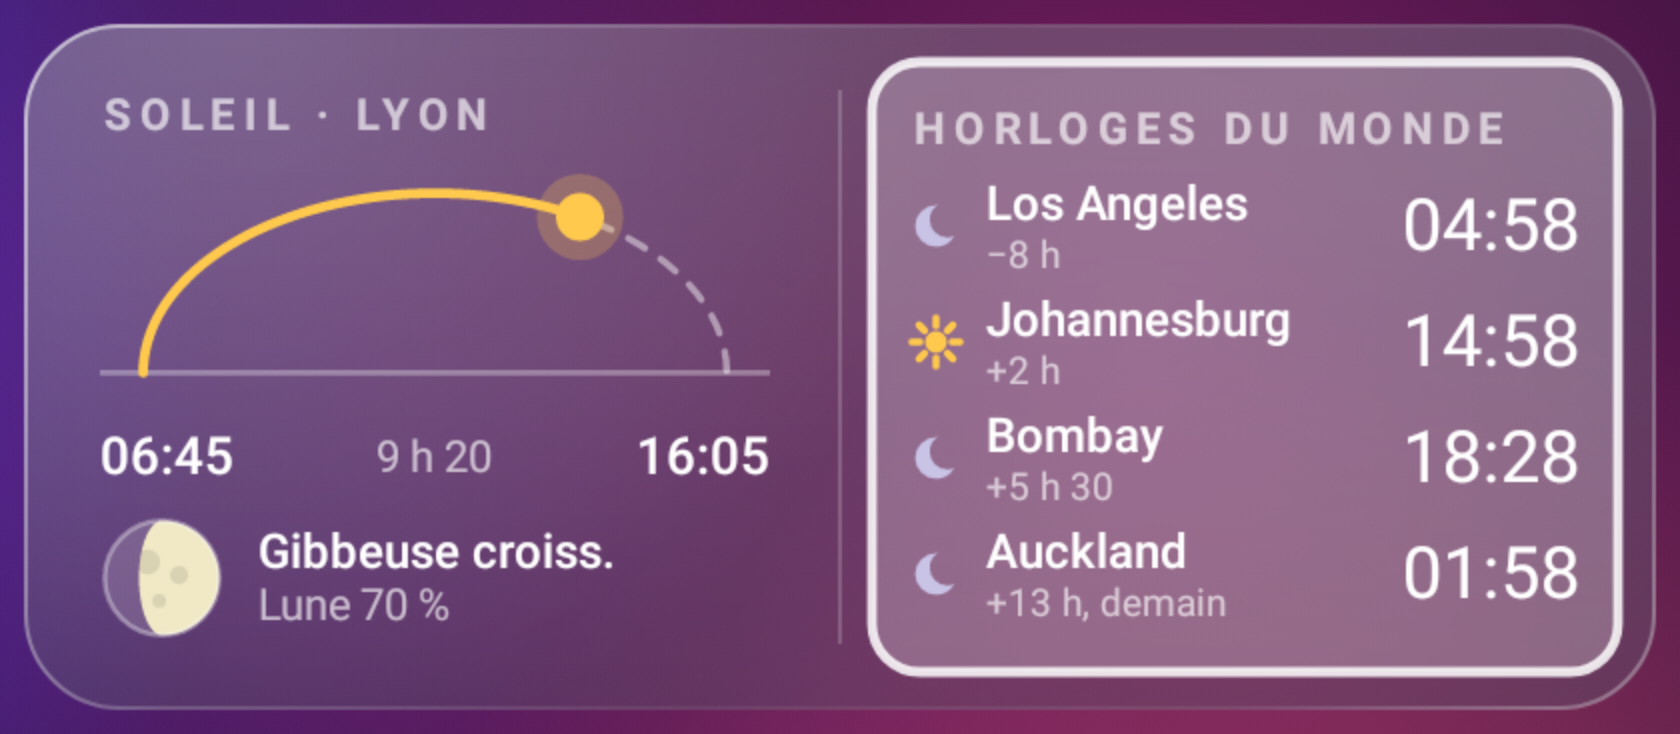 SOLEIL · LYON
06:45 9 h 20 16:05
Gibbeuse croiss.
Lune 70 %
HORLOGES DU MONDE
Los Angeles 04:58
−8 h
Johannesburg 14:58
+2 h
Bombay 18:28
+5 h 30
Auckland 01:58
+13 h, demain